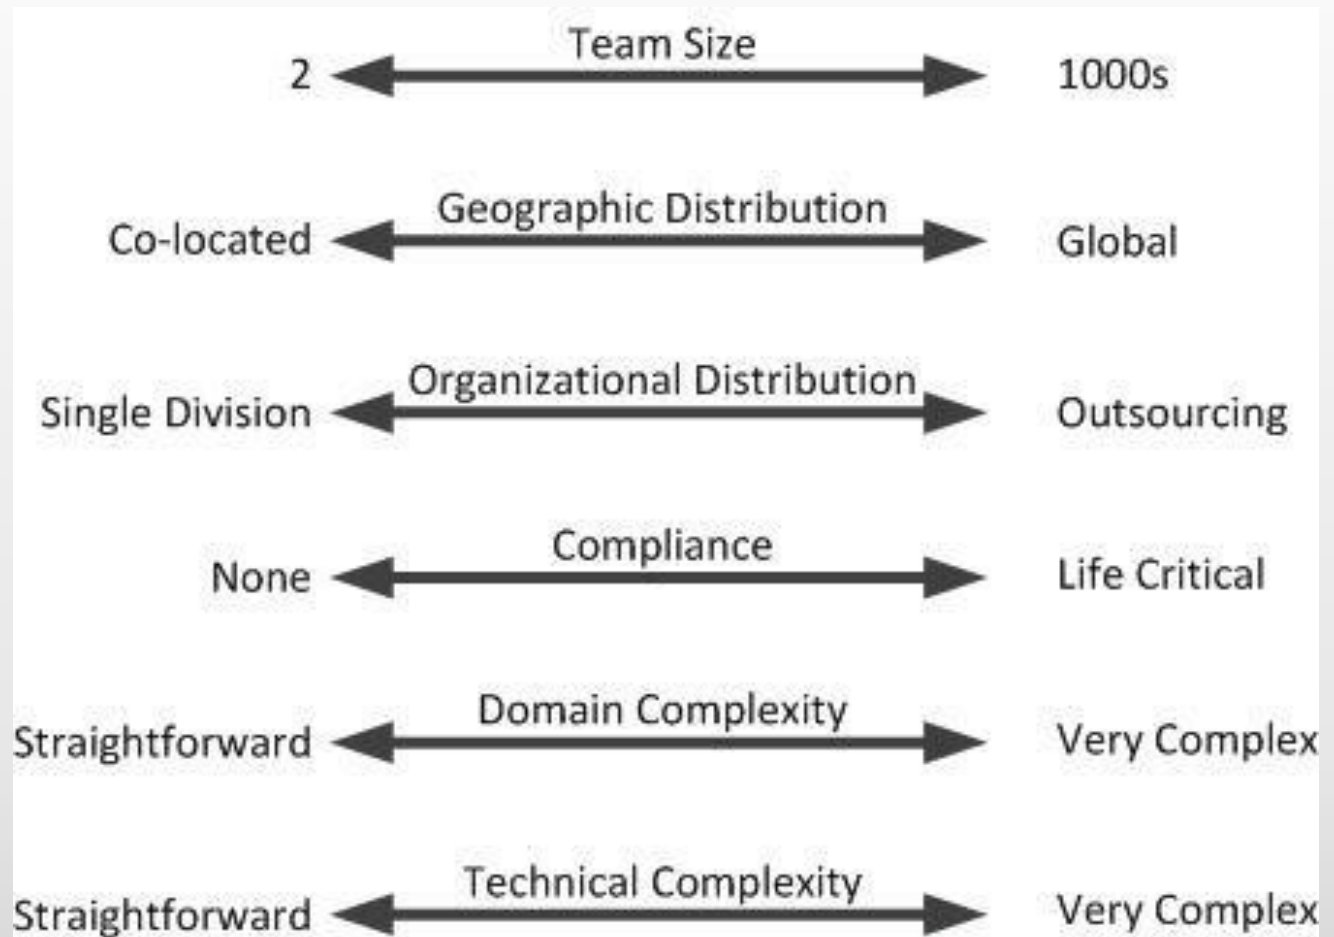 Team Size
2 1000s
Geographic Distribution
Co-located Global
Organizational Distribution
Single Division Outsourcing
Compliance
None Life Critical
Domain Complexity
Straightforward Very Complex
Technical Complexity
Straightforward Very Complex